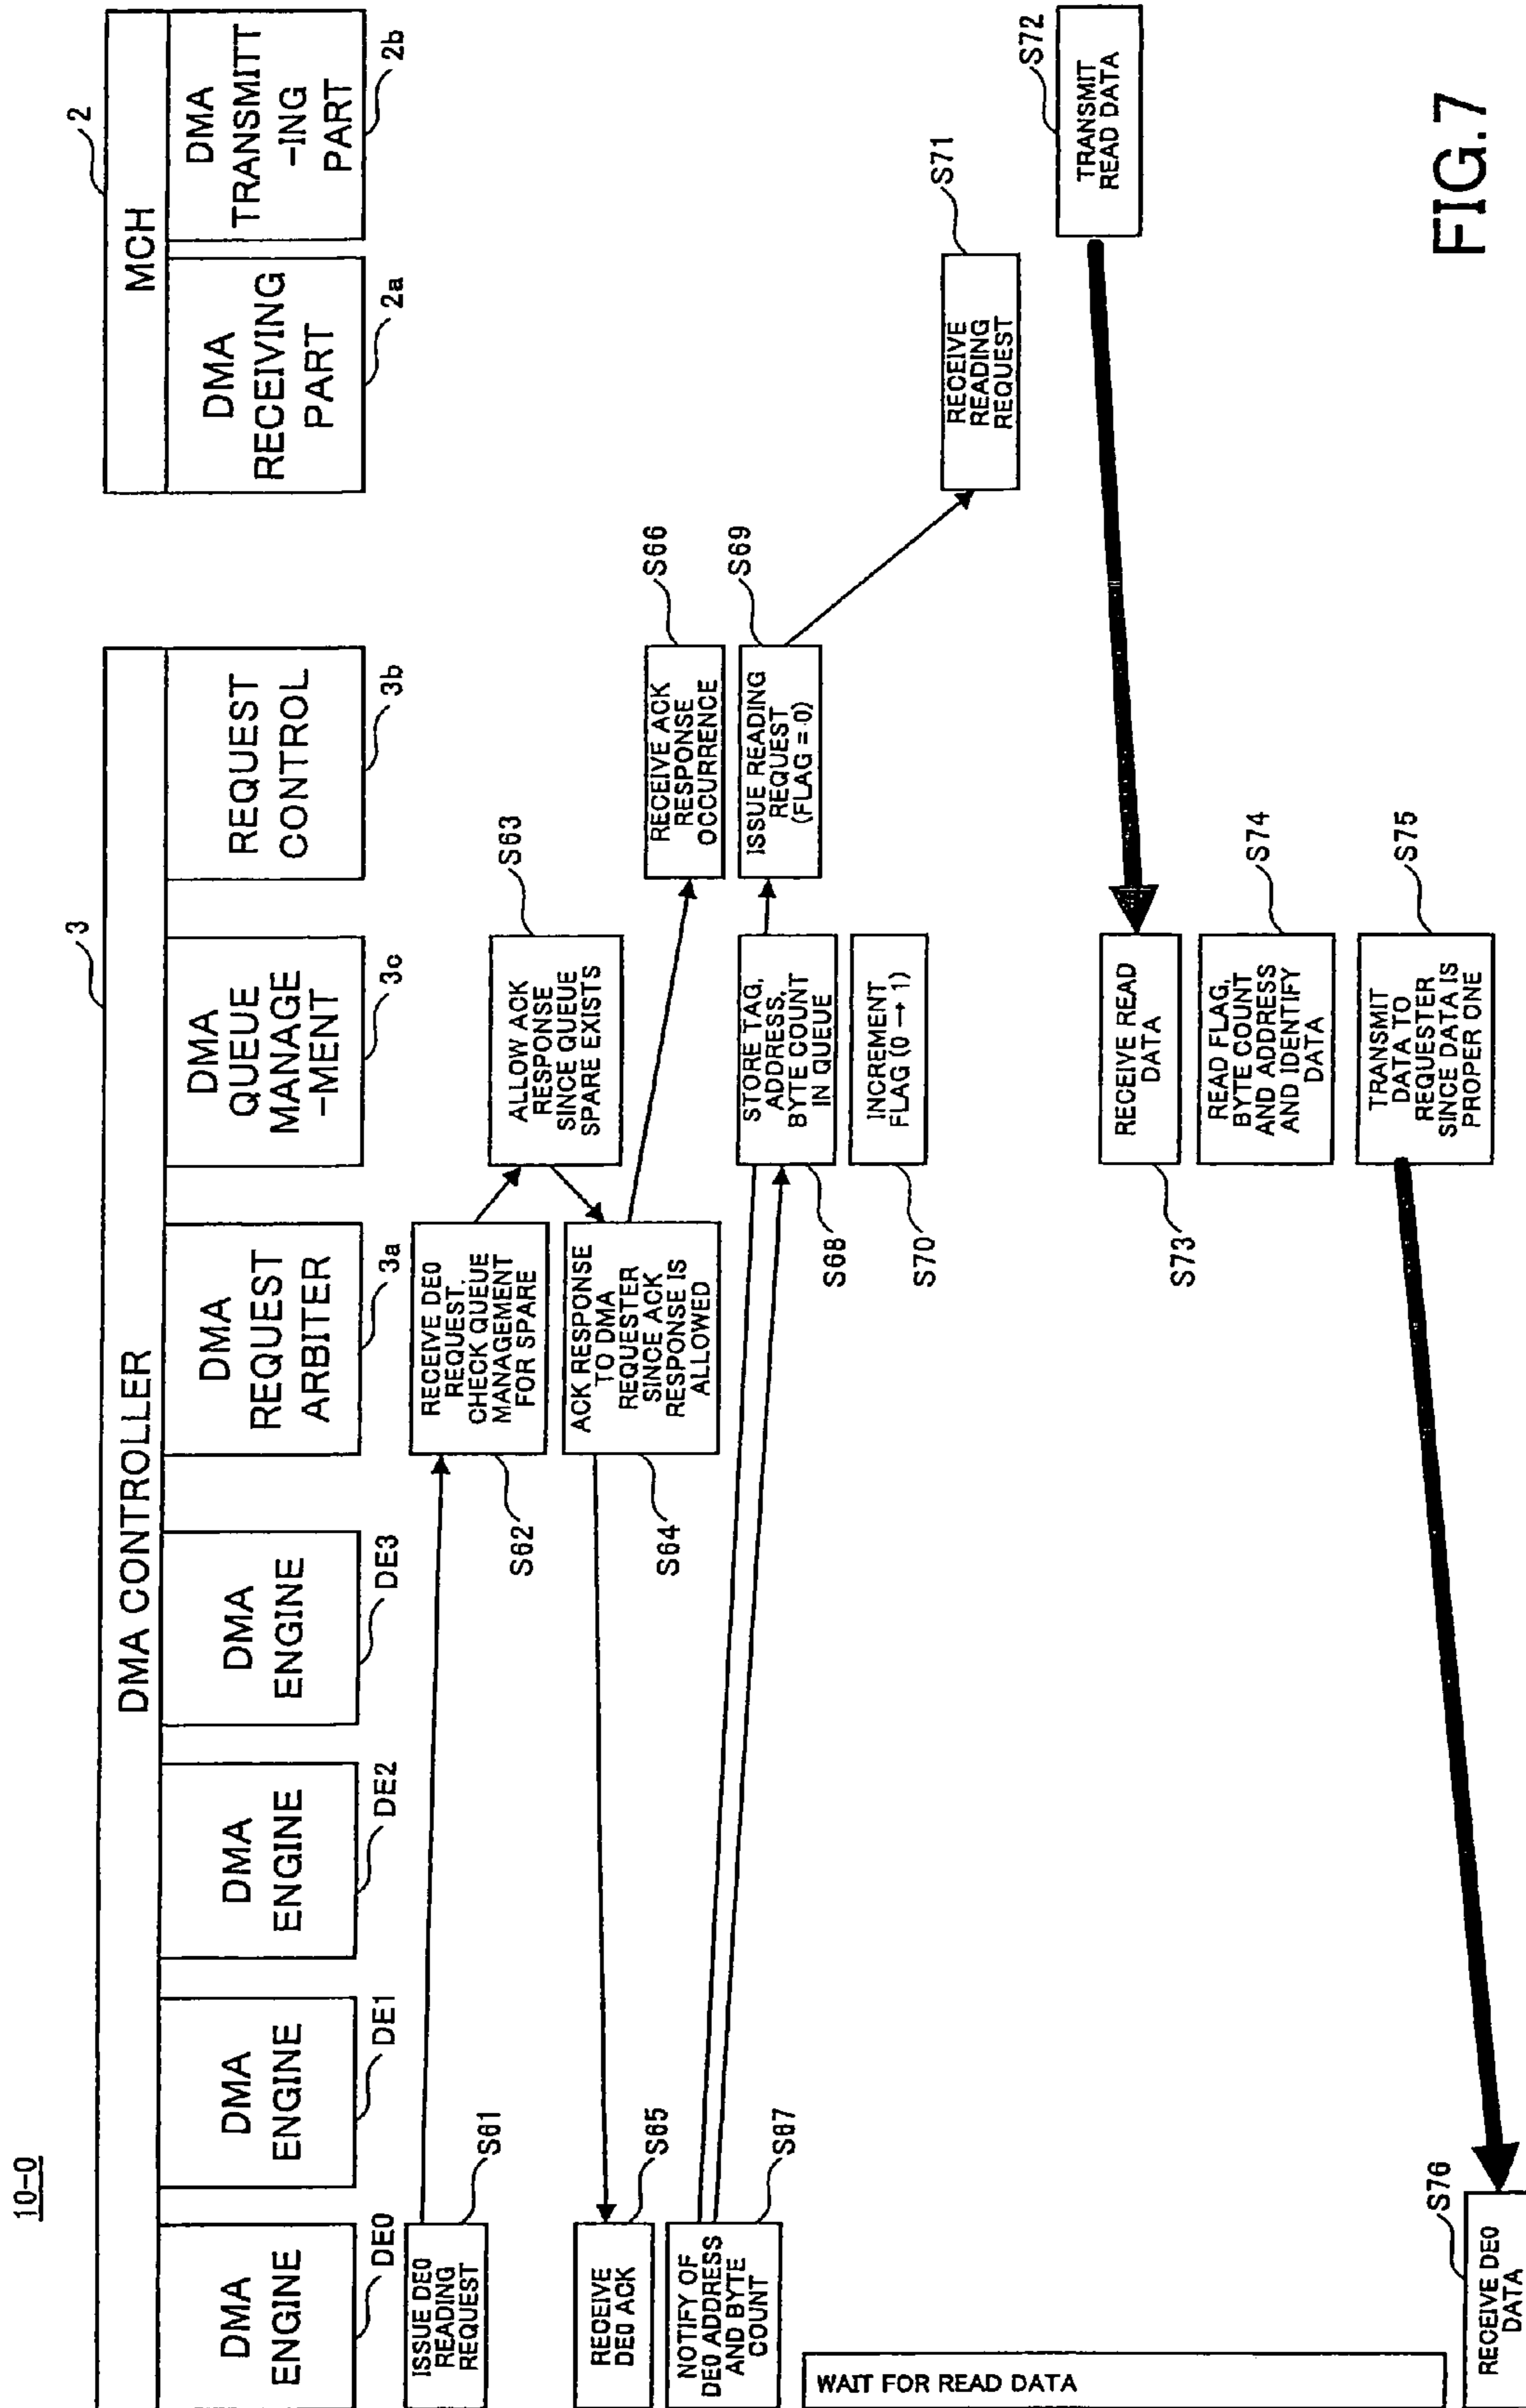 10-0
DMA CONTROLLER
3
MCH
2
DMA
ENGINE
DE0
DMA
ENGINE
DE1
DMA
ENGINE
DE2
DMA
ENGINE
DE3
DMA
REQUEST
ARBITER
3a
DMA
QUEUE
MANAGE
-MENT
3c
REQUEST
CONTROL
3b
DMA
RECEIVING
PART
2a
DMA
TRANSMITT
-ING
PART
2b
ISSUE DE0
READING
REQUEST
S61
RECEIVE DE0
REQUEST.
CHECK QUEUE
MANAGEMENT
FOR SPARE
S62
ALLOW ACK
RESPONSE
SINCE QUEUE
SPARE EXISTS
S63
ACK RESPONSE
TO DMA
REQUESTER
SINCE ACK
RESPONSE IS
ALLOWED
S64
RECEIVE
DE0 ACK
S65
RECEIVE ACK
RESPONSE
OCCURRENCE
S66
NOTIFY OF
DE0 ADDRESS
AND BYTE
COUNT
S67
STORE TAG,
ADDRESS,
BYTE COUNT
IN QUEUE
S68
ISSUE READING
REQUEST
(FLAG = 0)
S69
INCREMENT
FLAG (0 → 1)
S70
RECEIVE
READING
REQUEST
S71
TRANSMIT
READ DATA
S72
WAIT FOR READ DATA
RECEIVE READ
DATA
S73
READ FLAG,
BYTE COUNT
AND ADDRESS
AND IDENTIFY
DATA
S74
TRANSMIT
DATA TO
REQUESTER
SINCE DATA IS
PROPER ONE
S75
RECEIVE DE0
DATA
S76
FIG.7